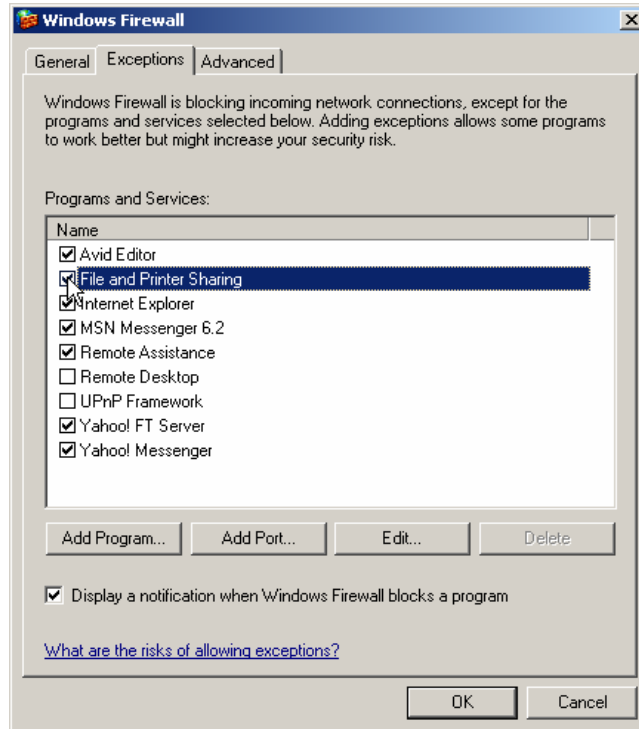 Windows Firewall
General Exceptions Advanced
Windows Firewall is blocking incoming network connections, except for the
programs and services selected below. Adding exceptions allows some programs
to work better but might increase your security risk.
Programs and Services:
Name
Avid Editor
File and Printer Sharing
Internet Explorer
MSN Messenger 6.2
Remote Assistance
Remote Desktop
UPnP Framework
Yahoo! FT Server
Yahoo! Messenger
Add Program... Add Port... Edit... Delete
Display a notification when Windows Firewall blocks a program
What are the risks of allowing exceptions?
OK Cancel